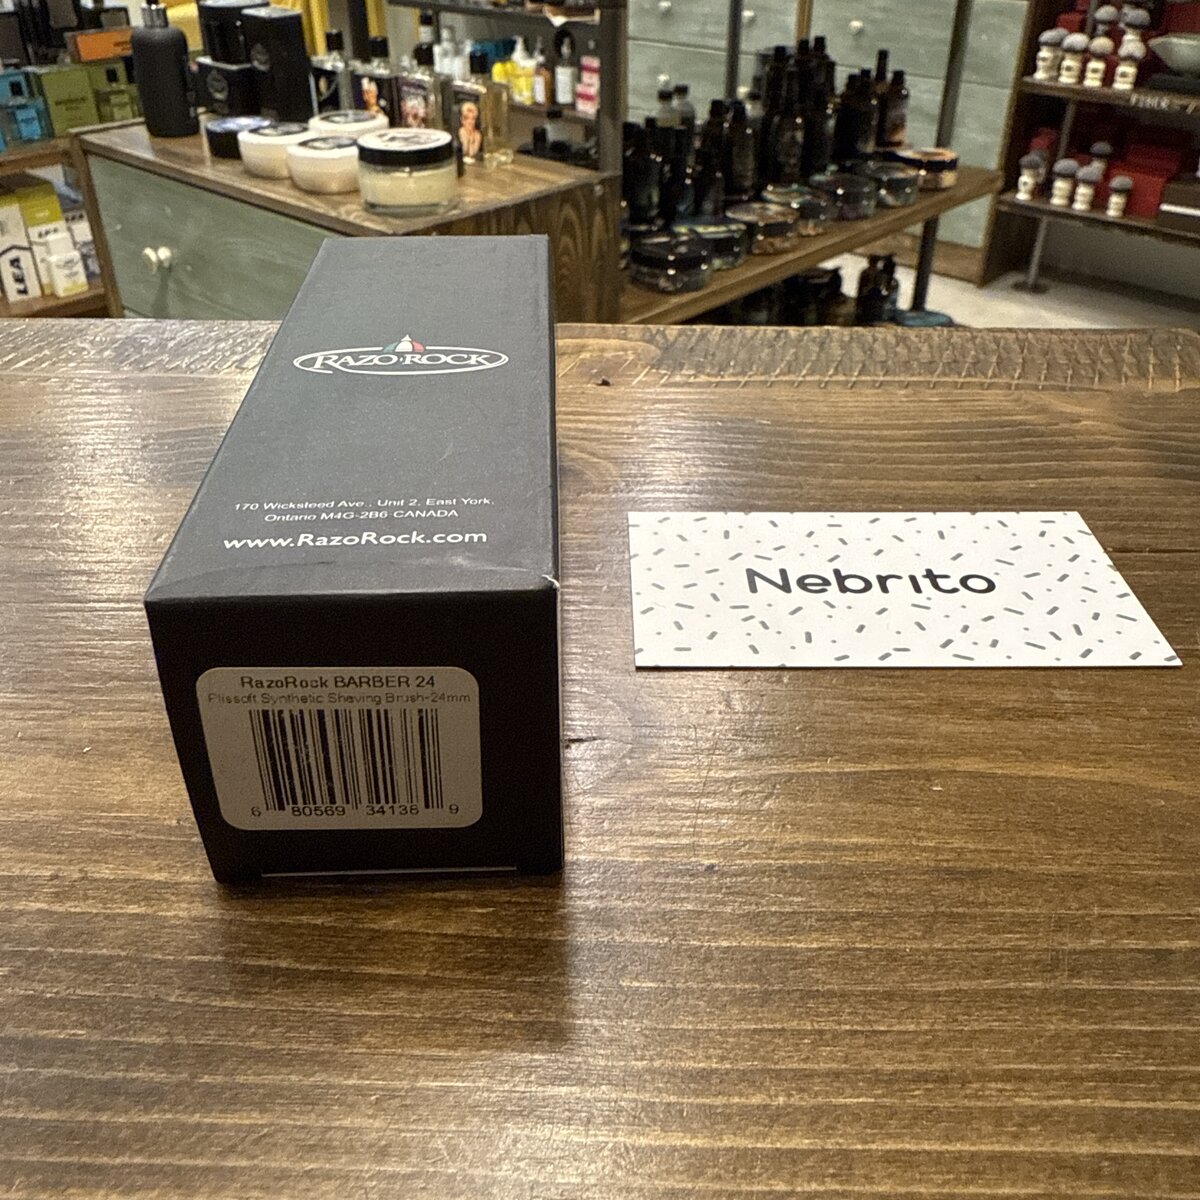 LEA
RAZOROCK
170 Wicksteed Ave., Unit 2, East York,
Ontario M4G-2B6 CANADA
www.RazoRock.com
Nebrito
RazoRock BARBER 24
Plissoft Synthetic Shaving Brush-24mm
6 80569 34136 9